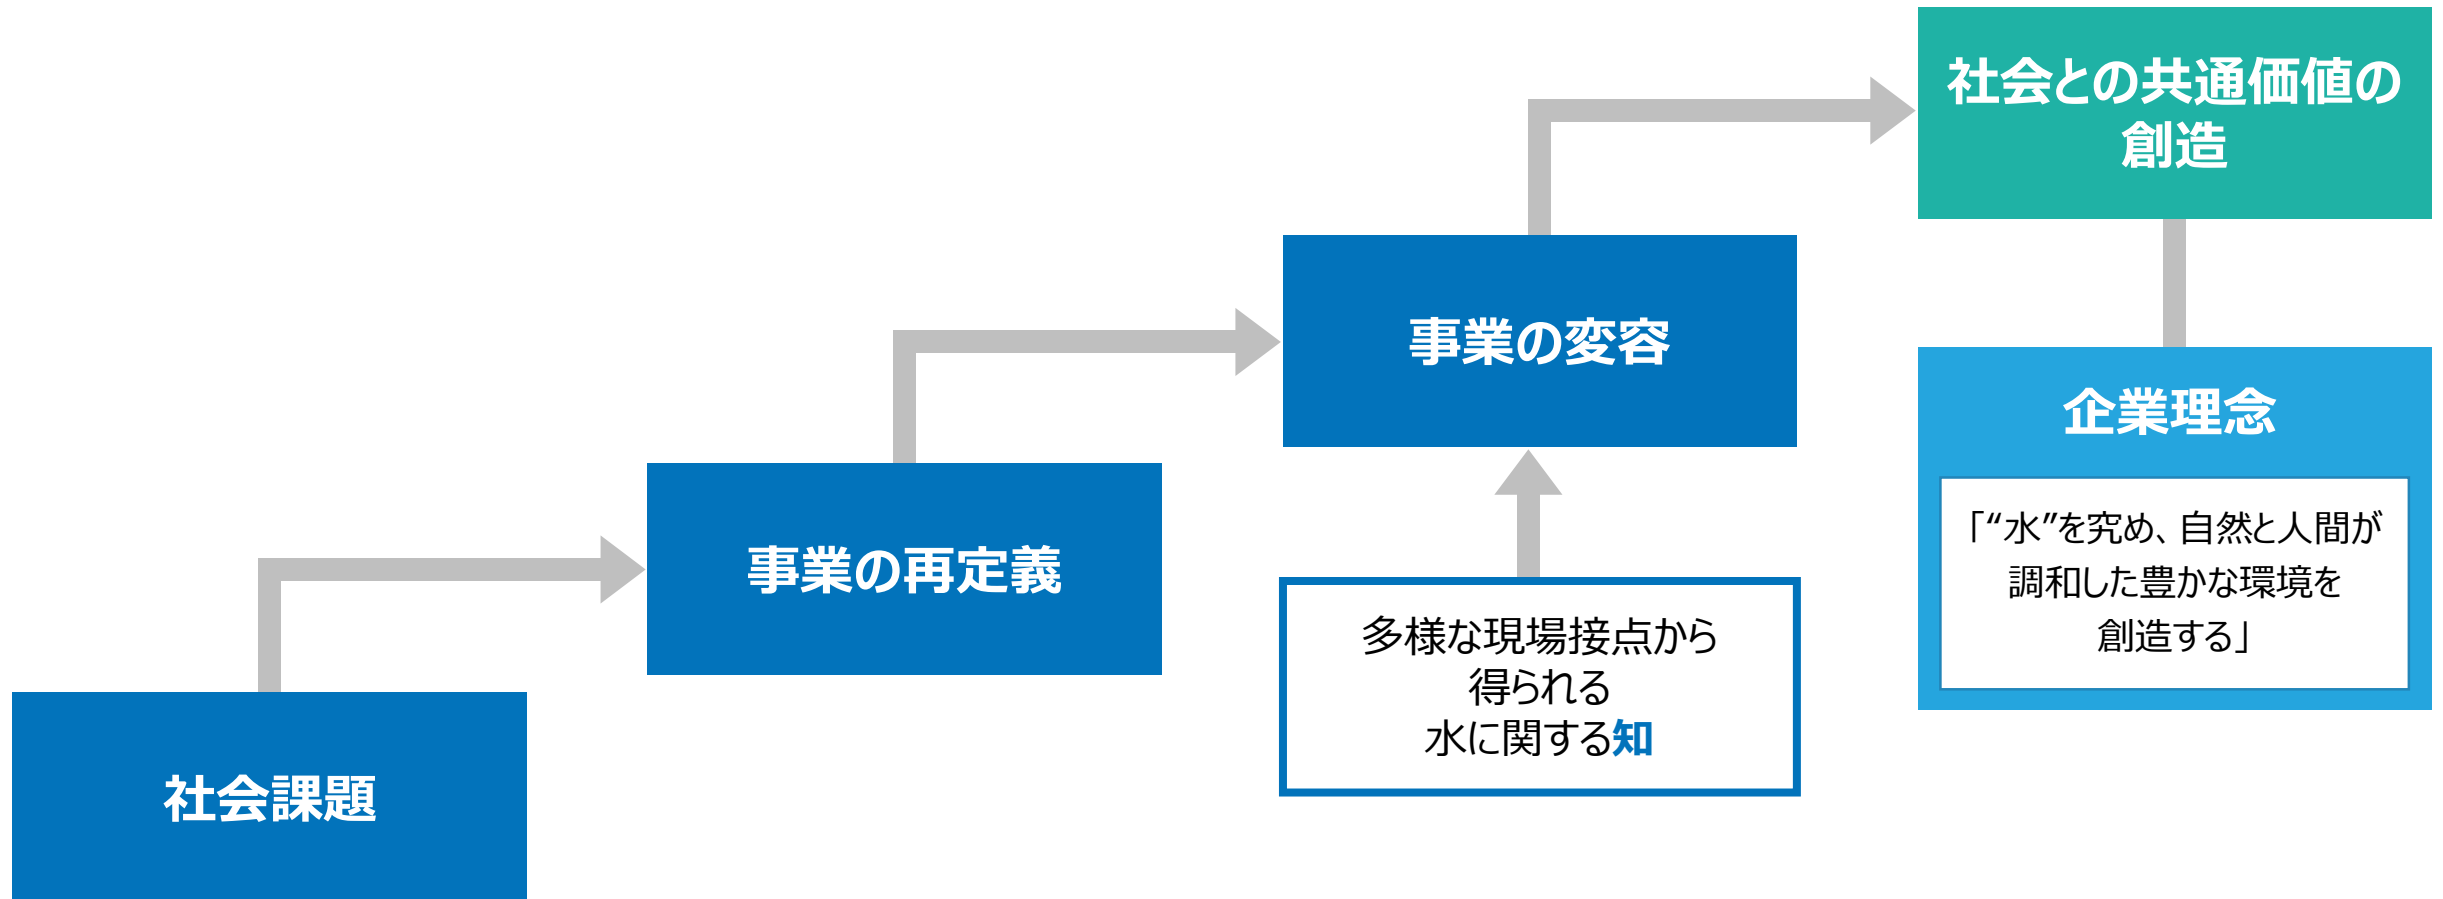 社会との共通価値の
創造
事業の変容
企業理念
「“水”を究め、自然と人間が
調和した豊かな環境を
創造する」
事業の再定義
多様な現場接点から
得られる
水に関する知
社会課題